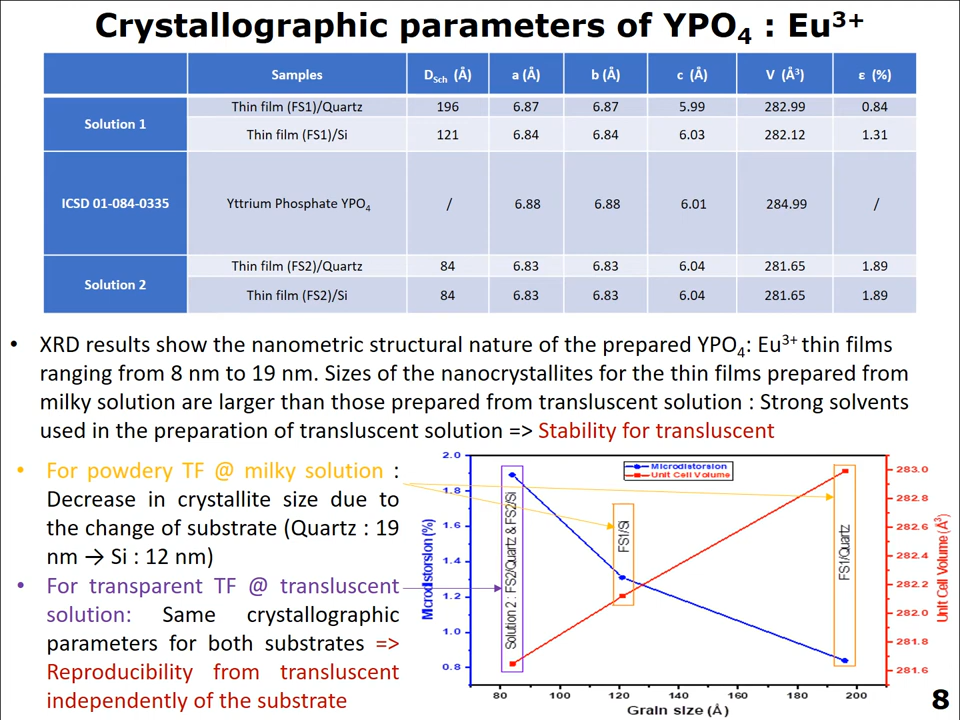 Crystallographic parameters of YPO4 : Eu3+
Samples DSch (Å) a (Å) b (Å) c (Å) V (Å3) ε (%)
Solution 1
Thin film (FS1)/Quartz 196 6.87 6.87 5.99 282.99 0.84
Thin film (FS1)/Si 121 6.84 6.84 6.03 282.12 1.31
ICSD 01-084-0335 Yttrium Phosphate YPO4 / 6.88 6.88 6.01 284.99 /
Solution 2
Thin film (FS2)/Quartz 84 6.83 6.83 6.04 281.65 1.89
Thin film (FS2)/Si 84 6.83 6.83 6.04 281.65 1.89
• XRD results show the nanometric structural nature of the prepared YPO4: Eu3+ thin films
ranging from 8 nm to 19 nm. Sizes of the nanocrystallites for the thin films prepared from
milky solution are larger than those prepared from transluscent solution : Strong solvents
used in the preparation of transluscent solution => Stability for transluscent
• For powdery TF @ milky solution :
Decrease in crystallite size due to
the change of substrate (Quartz : 19
nm → Si : 12 nm)
• For transparent TF @ transluscent
solution: Same crystallographic
parameters for both substrates =>
Reproducibility from transluscent
independently of the substrate
Microdistorsion
Unit Cell Volume
Microdistorsion (%)
2.0
1.8
1.6
1.4
1.2
1.0
0.8
Solution 2 : FS2/Quartz & FS2/Si
FS1/Si
FS1/Quartz
283.0
282.8
282.6
282.4
282.2
282.0
281.8
281.6
Unit Cell Volume (Å3)
80 100 120 140 160 180 200
Grain size (Å)
8